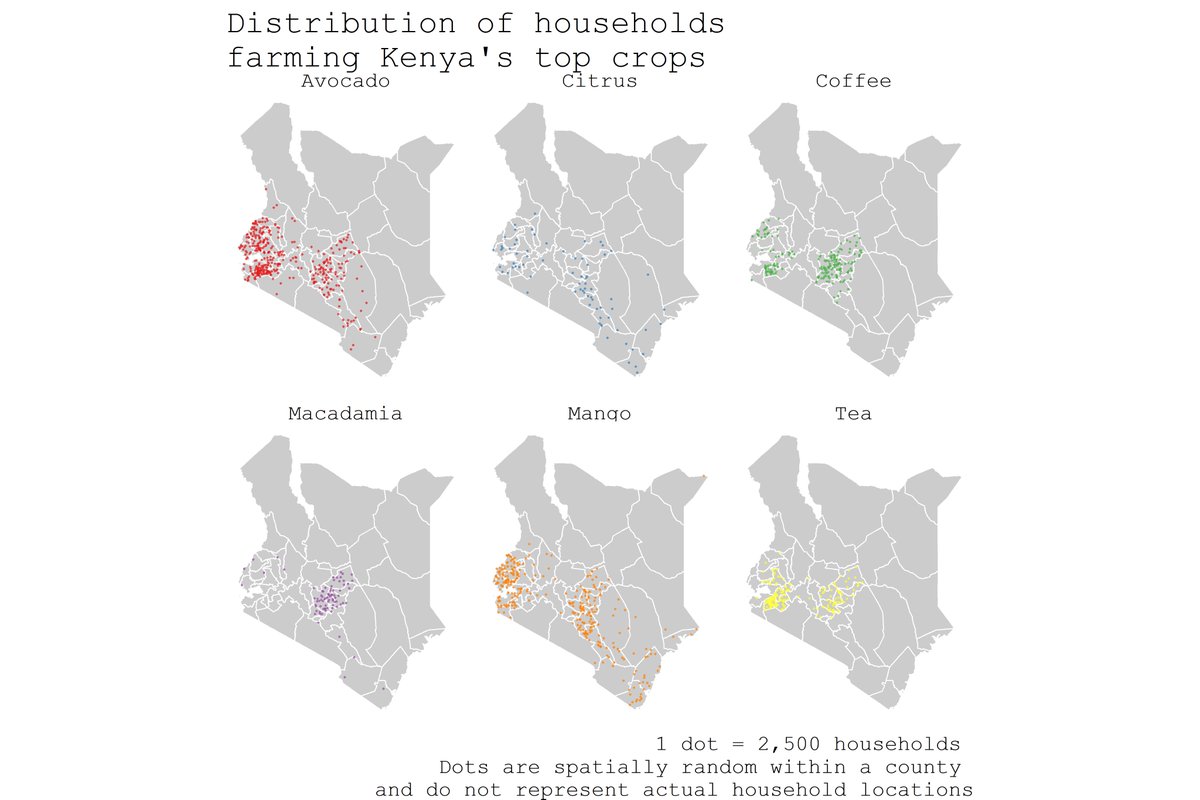 Distribution of households
farming Kenya's top crops
Avocado
Citrus
Coffee
Macadamia
Mango
Tea
1 dot = 2,500 households
Dots are spatially random within a county
and do not represent actual household locations